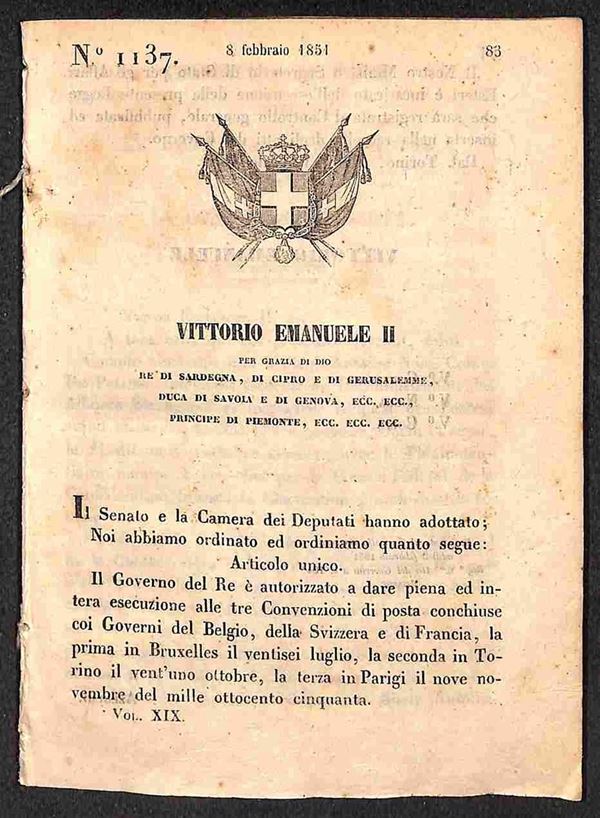 N.º 1137.
8 febbraio 1851
83
VITTORIO EMANUELE II
PER GRAZIA DI DIO
RE DI SARDEGNA, DI CIPRO E DI GERUSALEMME,
DUCA DI SAVOIA E DI GENOVA, ECC. ECC.,
PRINCIPE DI PIEMONTE, ECC. ECC. ECC.
Il Senato e la Camera dei Deputati hanno adottato;
Noi abbiamo ordinato ed ordiniamo quanto segue:
Articolo unico.
Il Governo del Re è autorizzato a dare piena ed in-
tera esecuzione alle tre Convenzioni di posta conchiuse
coi Governi del Belgio, della Svizzera e di Francia, la
prima in Bruxelles il ventisei luglio, la seconda in To-
rino il vent'uno ottobre, la terza in Parigi il nove no-
vembre del mille ottocento cinquanta.
Vol. XIX.